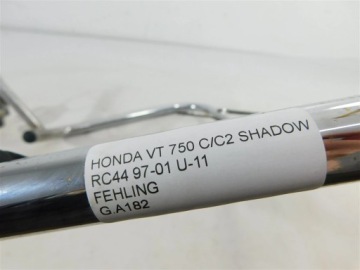 HONDA VT 750 C/C2 SHADOW
RC44 97-01 U-11
FEHLING
G.A182